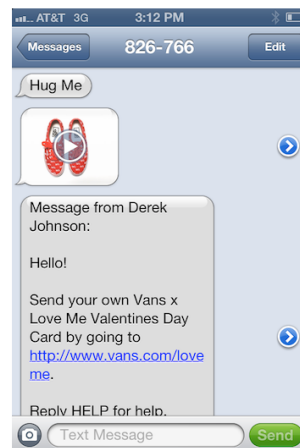 AT&T 3G 3:12 PM
Messages 826-766 Edit
Hug Me
Message from Derek
Johnson:
Hello!
Send your own Vans x
Love Me Valentines Day
Card by going to
http://www.vans.com/love
me.
Reply HELP for help.
Text Message Send